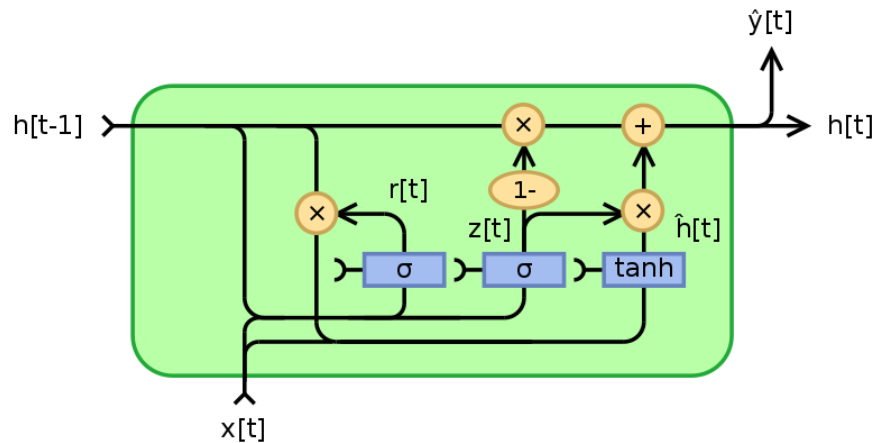 ŷ[t]
h[t-1]
×
+
h[t]
r[t]
1-
×
×
z[t]
ĥ[t]
σ
σ
tanh
x[t]